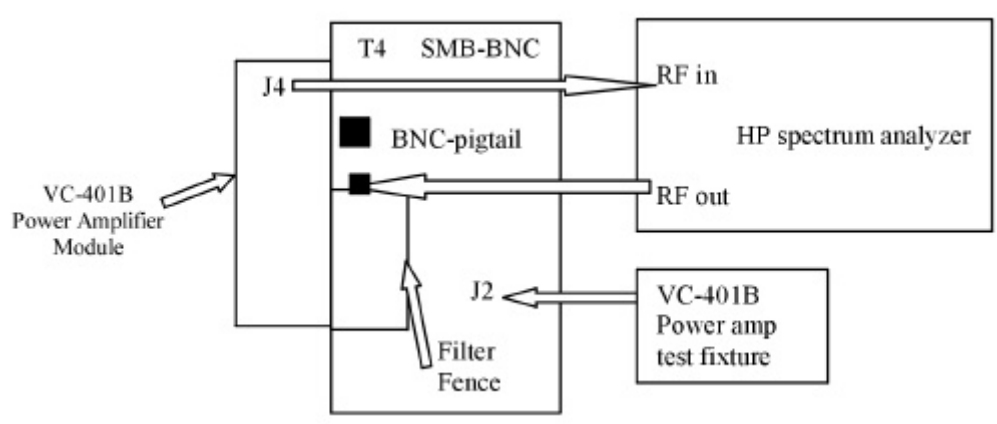 T4 SMB-BNC
J4
RF in
BNC-pigtail
HP spectrum analyzer
RF out
VC-401B
Power Amplifier
Module
J2
VC-401B
Power amp
test fixture
Filter
Fence